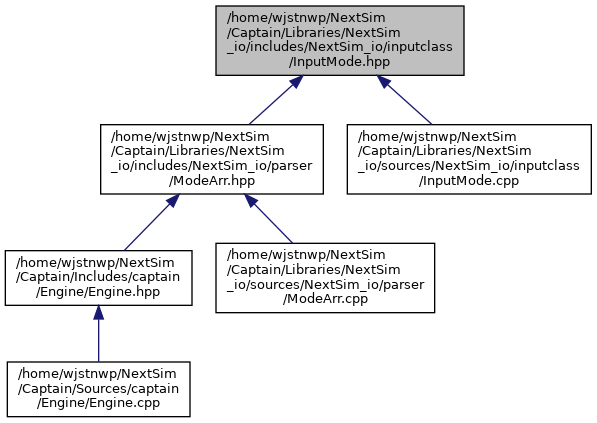 /home/wjstnwp/NextSim
/Captain/Libraries/NextSim
_io/includes/NextSim_io/inputclass
/InputMode.hpp
/home/wjstnwp/NextSim
/Captain/Libraries/NextSim
_io/includes/NextSim_io/parser
/ModeArr.hpp
/home/wjstnwp/NextSim
/Captain/Libraries/NextSim
_io/sources/NextSim_io/inputclass
/InputMode.cpp
/home/wjstnwp/NextSim
/Captain/Includes/captain
/Engine/Engine.hpp
/home/wjstnwp/NextSim
/Captain/Libraries/NextSim
_io/sources/NextSim_io/parser
/ModeArr.cpp
/home/wjstnwp/NextSim
/Captain/Sources/captain
/Engine/Engine.cpp